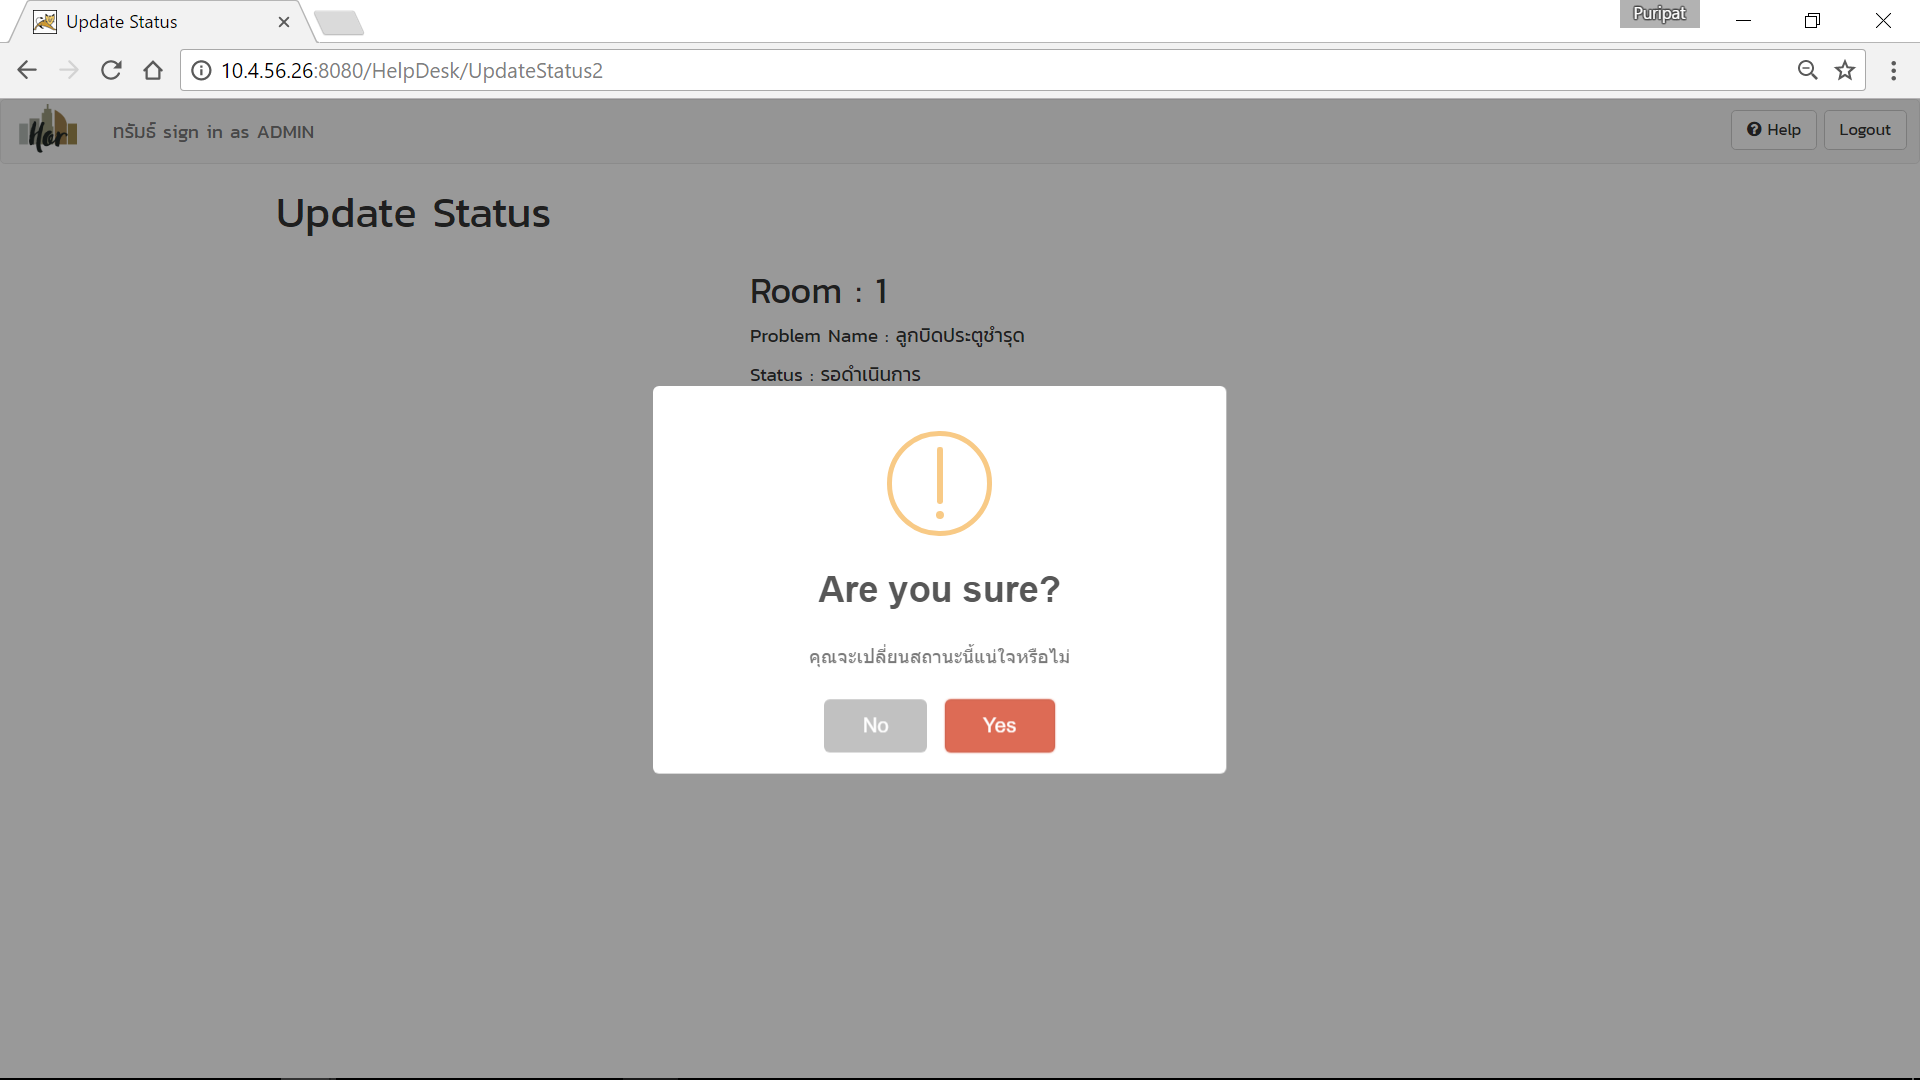 Update Status
Puripat
10.4.56.26:8080/HelpDesk/UpdateStatus2
Hor
ทรัมธ์ sign in as ADMIN
Help
Logout
Update Status
Room : 1
Problem Name : ลูกบิดประตูชำรุด
Status : รอดำเนินการ
Are you sure?
คุณจะเปลี่ยนสถานะนี้แน่ใจหรือไม่
No
Yes